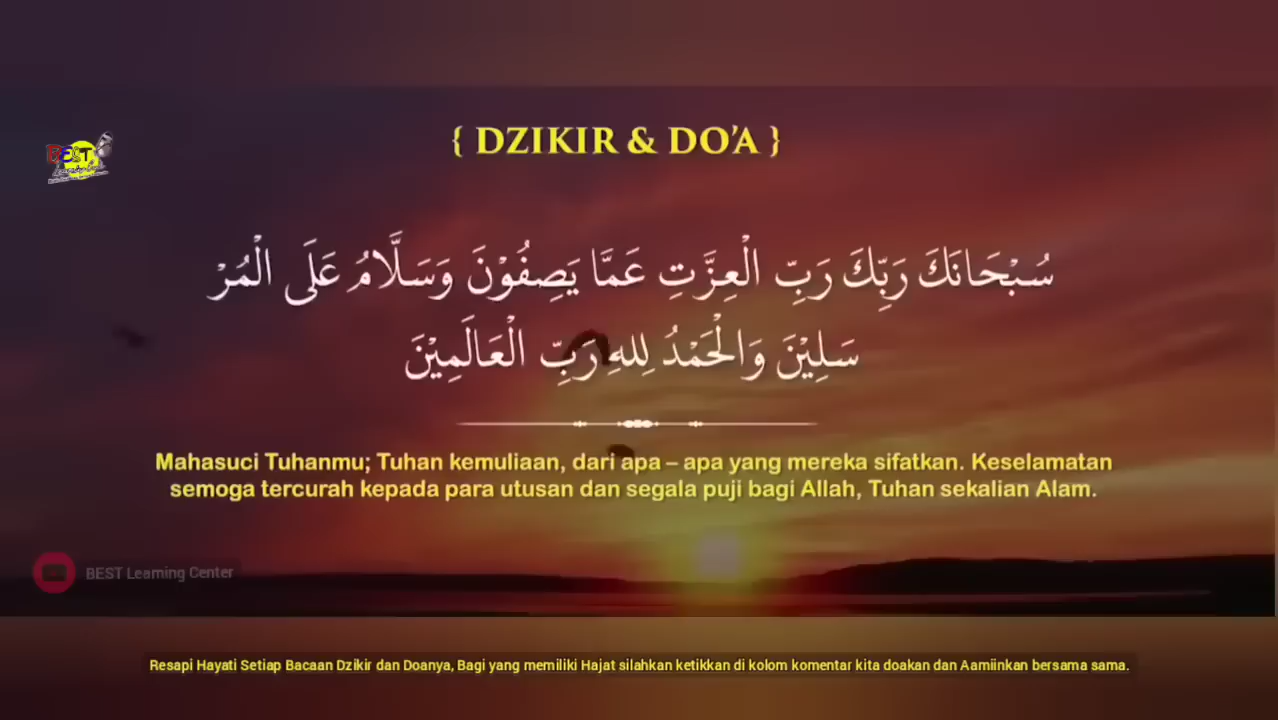 { DZIKIR & DO’A }
BEST
سُبْحَانَكَ رَبِّكَ رَبِّ الْعِزَّتِ عَمَّا يَصِفُوْنَ وَسَلَّامُ عَلَى الْمُرْ
سَلِيْنَ وَالْحَمْدُ لِلهِ رَبِّ الْعَالَمِيْنَ
Mahasuci Tuhanmu; Tuhan kemuliaan, dari apa – apa yang mereka sifatkan. Keselamatan
semoga tercurah kepada para utusan dan segala puji bagi Allah, Tuhan sekalian Alam.
BEST Learning Center
Resapi Hayati Setiap Bacaan Dzikir dan Doanya, Bagi yang memiliki Hajat silahkan ketikkan di kolom komentar kita doakan dan Aamiinkan bersama sama.